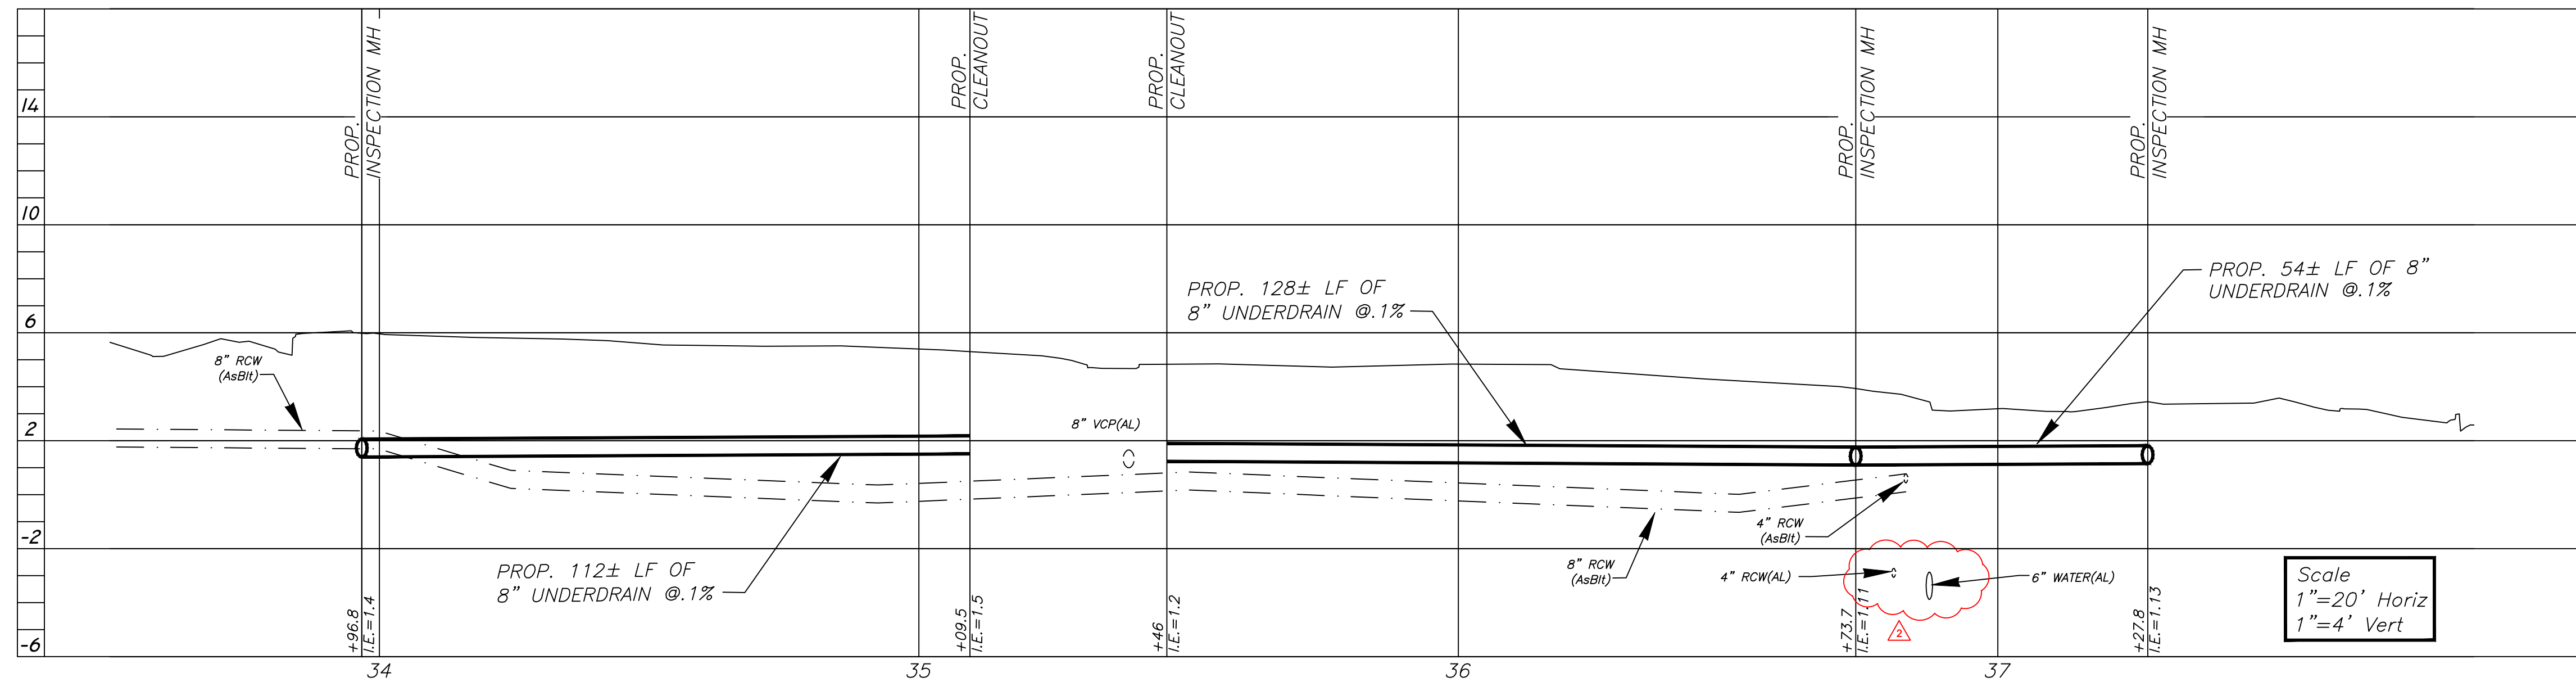 PROP.
INSPECTION MH
PROP.
CLEANOUT
PROP.
CLEANOUT
PROP.
INSPECTION MH
PROP.
INSPECTION MH
14
10
6
2
-2
-6
PROP. 128± LF OF
8" UNDERDRAIN @.1%
PROP. 54± LF OF 8"
UNDERDRAIN @.1%
8" RCW
(AsBlt)
8" VCP(AL)
4" RCW
(AsBlt)
8" RCW
(AsBlt)
4" RCW(AL)
6" WATER(AL)
2
PROP. 112± LF OF
8" UNDERDRAIN @.1%
Scale
1"=20' Horiz
1"=4' Vert
+96.8
I.E.=1.4
+09.5
I.E.=1.5
+46
I.E.=1.2
+73.7
I.E.=1.11
+27.8
I.E.=1.13
34
35
36
37